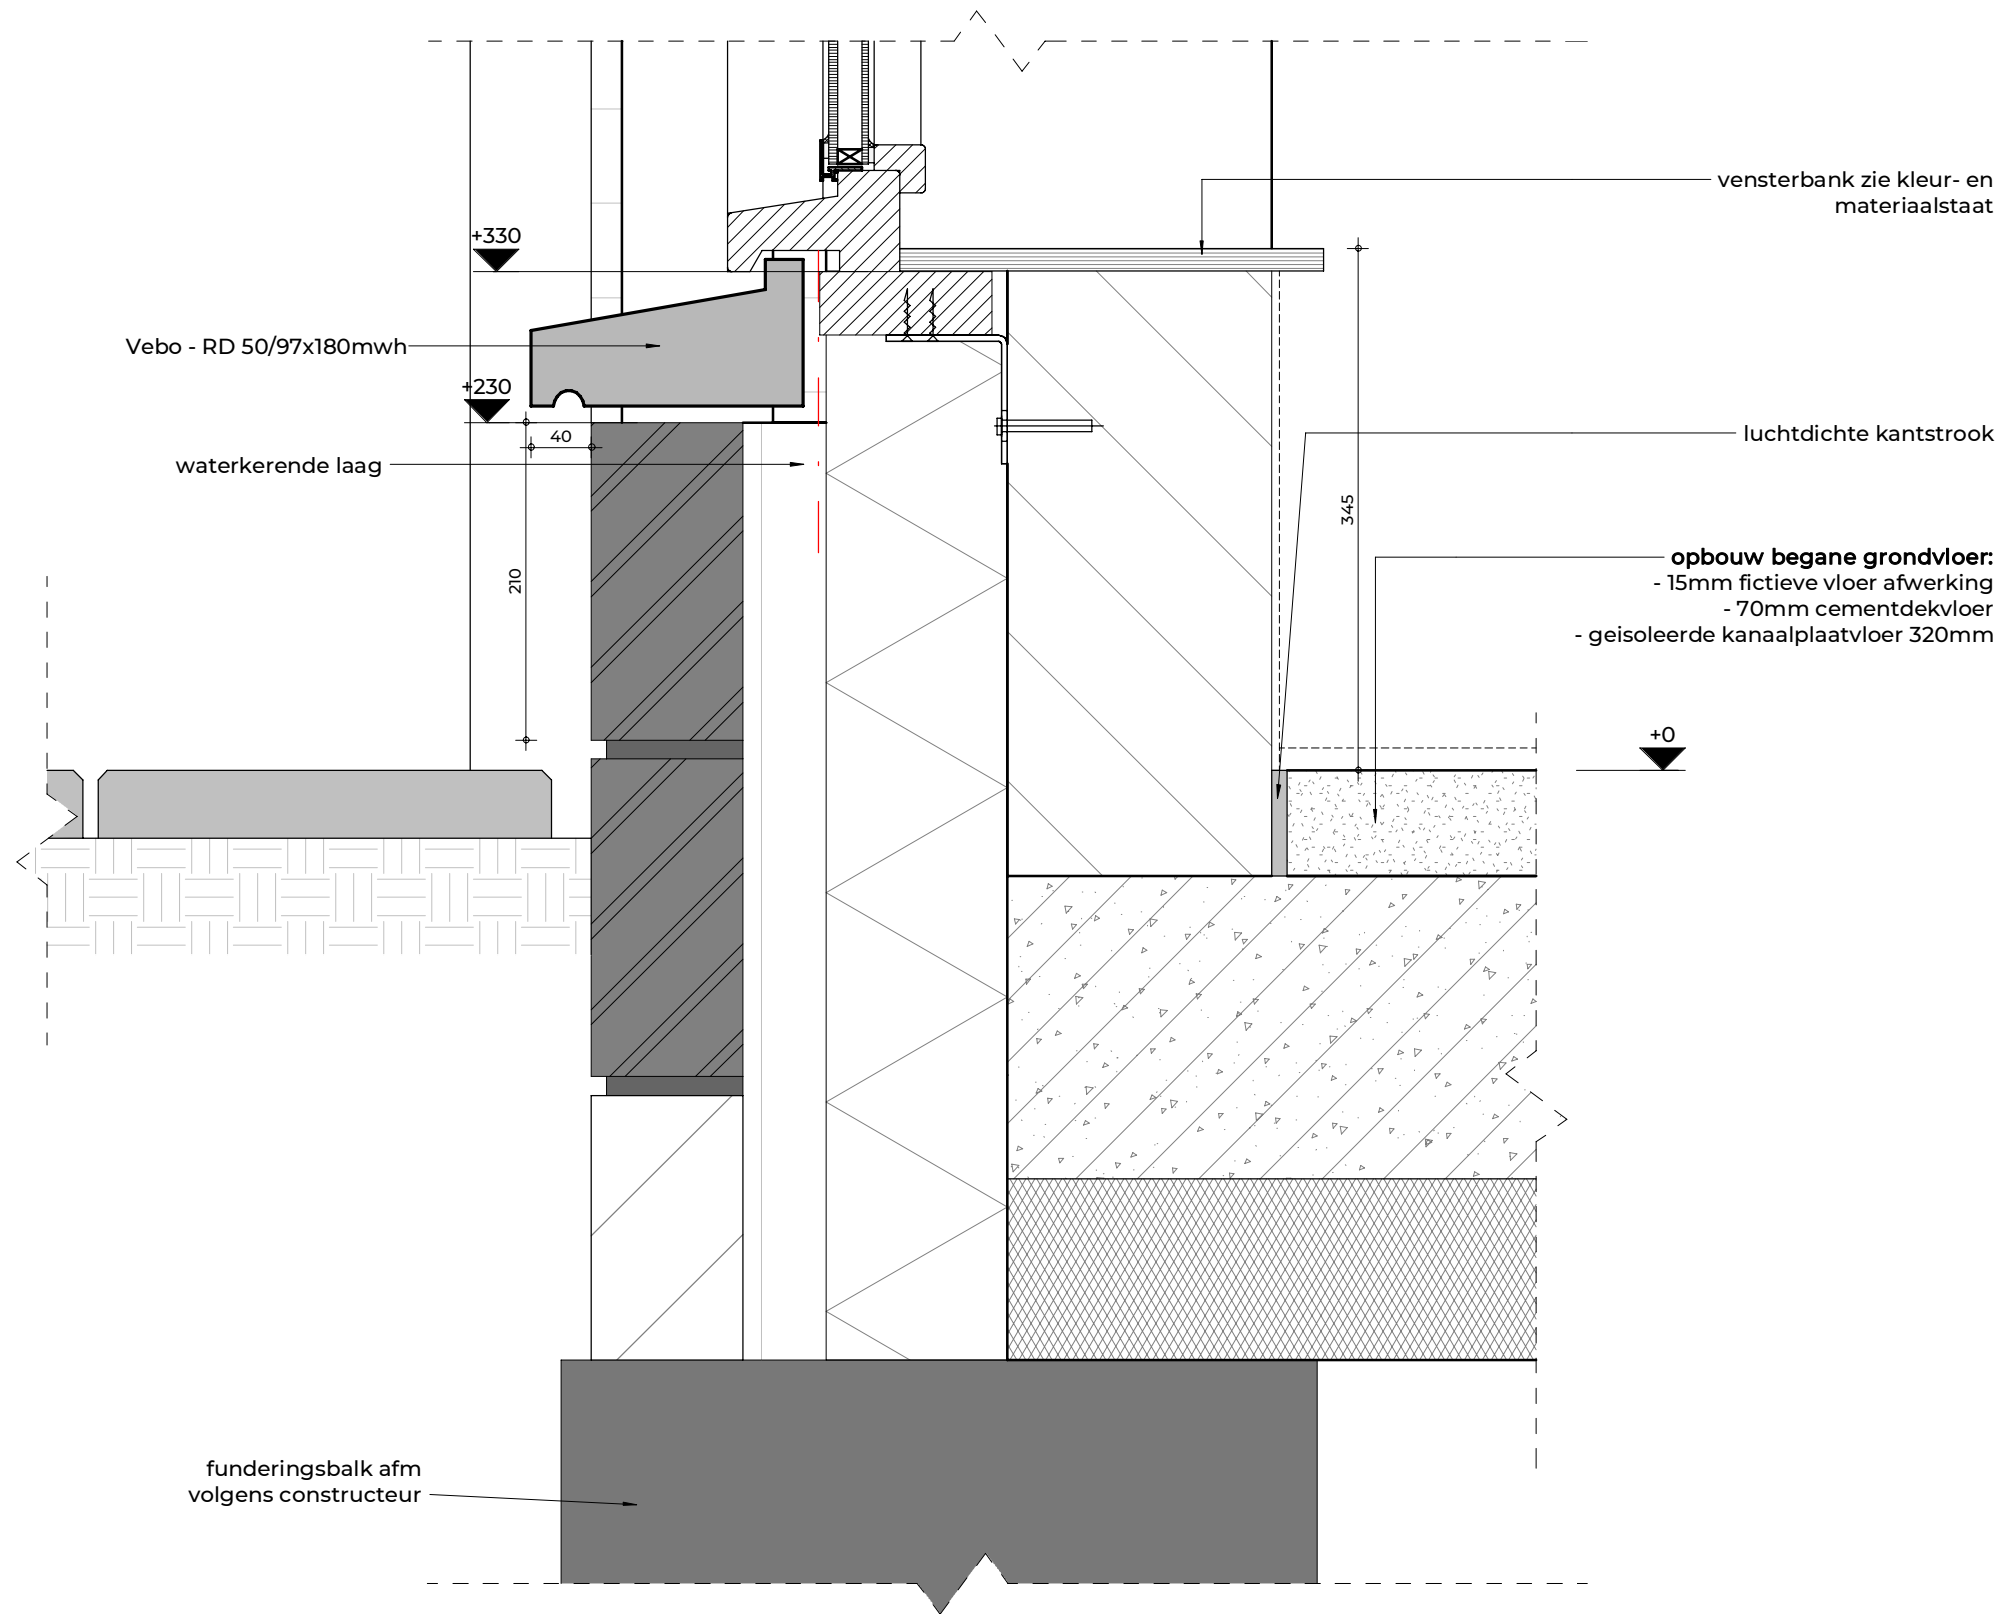 vensterbank zie kleur- en
materiaalstaat
+330
Vebo - RD 50/97x180mwh
+230
40
waterkerende laag
luchtdichte kantstrook
345
210
opbouw begane grondvloer:
- 15mm fictieve vloer afwerking
- 70mm cementdekvloer
- geisoleerde kanaalplaatvloer 320mm
+0
funderingsbalk afm
volgens constructeur